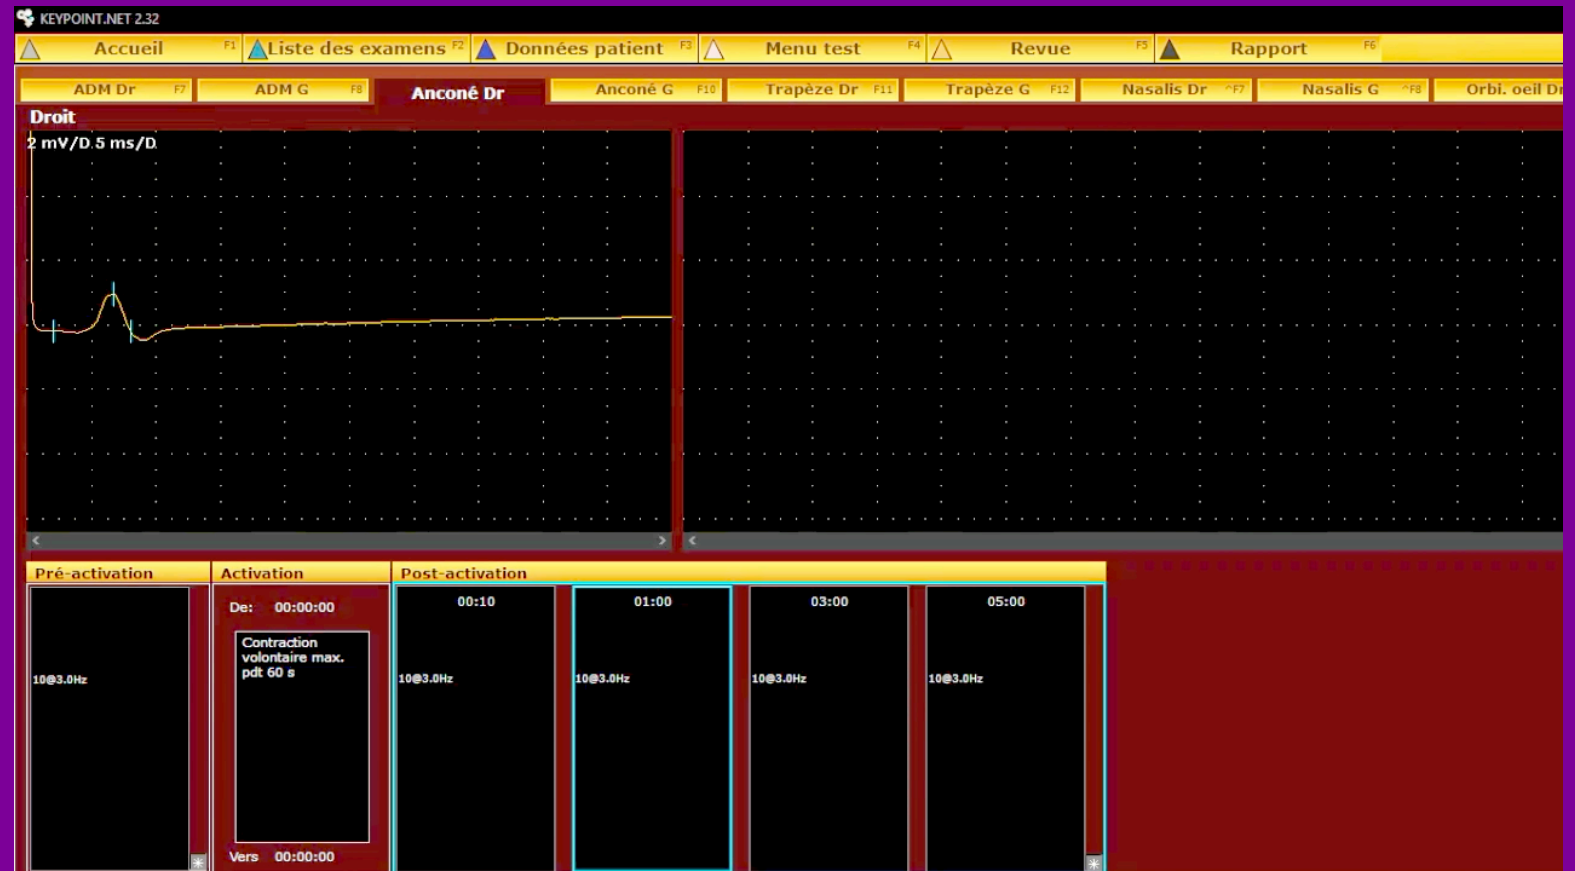 KEYPOINT.NET 2.32
Accueil F1 Liste des examens F2 Données patient F3 Menu test F4 Revue F5 Rapport F6
ADM Dr F7 ADM G F8 Anconé Dr Anconé G F10 Trapèze Dr F11 Trapèze G F12 Nasalis Dr ^F7 Nasalis G ^F8 Orbi. oeil D
Droit
2 mV/D 5 ms/D
Pré-activation Activation Post-activation
De: 00:00:00 00:10 01:00 03:00 05:00
Contraction
volontaire max.
pdt 60 s
10@3.0Hz 10@3.0Hz 10@3.0Hz 10@3.0Hz 10@3.0Hz
Vers 00:00:00